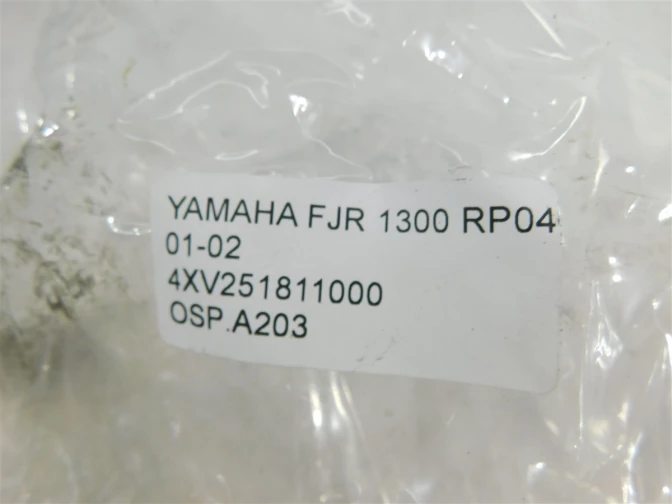 YAMAHA FJR 1300 RP04
01-02
4XV251811000
OSP.A203